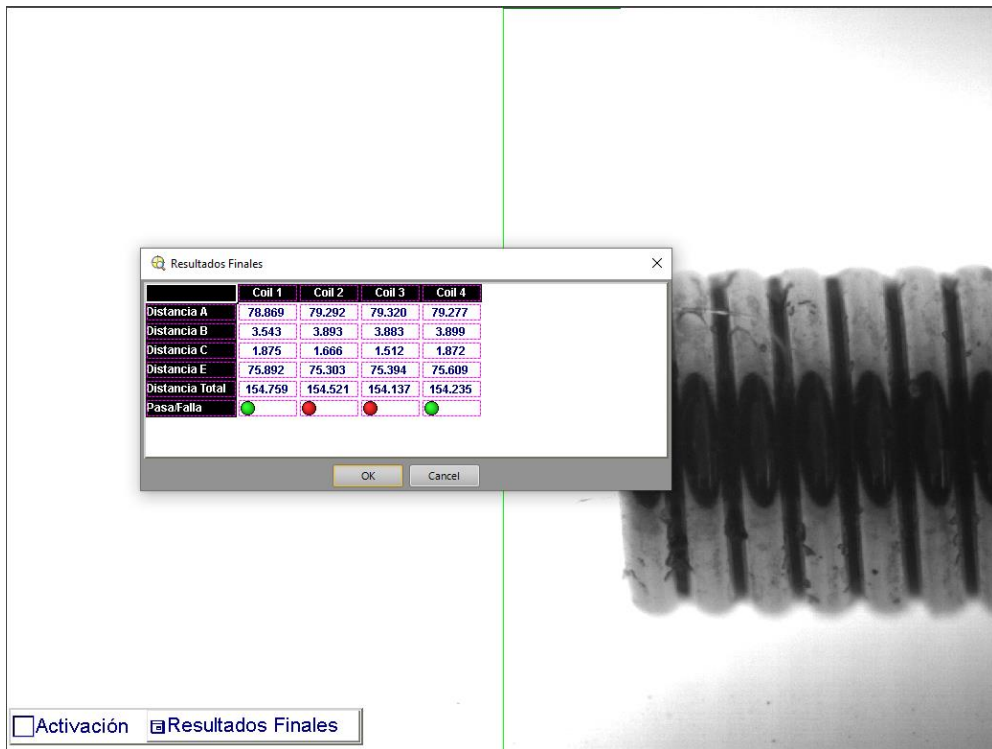 Resultados Finales
Coil 1 Coil 2 Coil 3 Coil 4
Distancia A 78.869 79.292 79.320 79.277
Distancia B 3.543 3.893 3.883 3.899
Distancia C 1.875 1.666 1.512 1.872
Distancia E 75.892 75.303 75.394 75.609
Distancia Total 154.759 154.521 154.137 154.235
Pasa/Falla
OK Cancel
Activación Resultados Finales